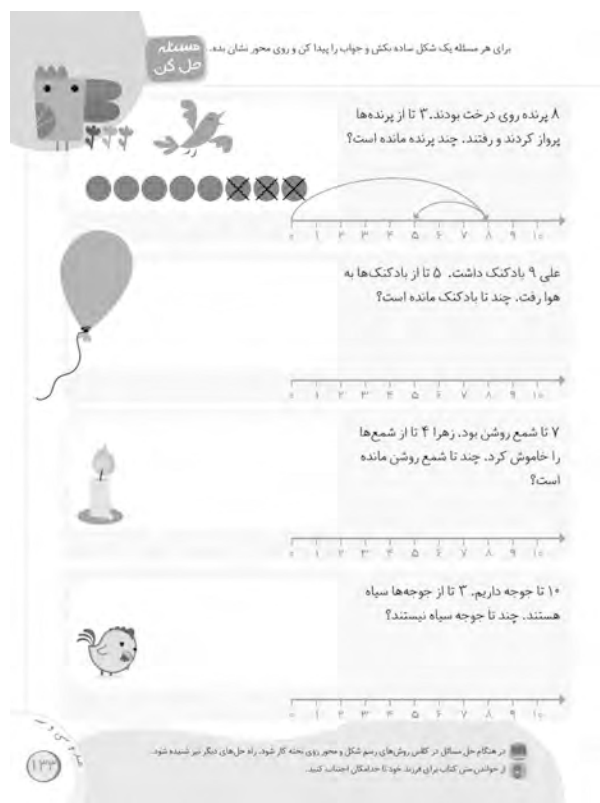 برای هر مسئله یک شکل ساده بکش و جواب را پیدا کن و روی محور نشان بده.
مسئله
حل کن
۸ پرنده روی درخت بودند. ۳ تا از پرنده‌ها
پرواز کردند و رفتند. چند پرنده مانده است؟
۰ ۱ ۲ ۳ ۴ ۵ ۶ ۷ ۸ ۹ ۱۰
علی ۹ بادکنک داشت. ۵ تا از بادکنک‌ها به
هوا رفت. چند تا بادکنک مانده است؟
۰ ۱ ۲ ۳ ۴ ۵ ۶ ۷ ۸ ۹ ۱۰
۷ تا شمع روشن بود. زهرا ۴ تا از شمع‌ها
را خاموش کرد. چند تا شمع روشن مانده
است؟
۰ ۱ ۲ ۳ ۴ ۵ ۶ ۷ ۸ ۹ ۱۰
۱۰ تا جوجه داریم. ۳ تا از جوجه‌ها سیاه
هستند. چند تا جوجه سیاه نیستند؟
۰ ۱ ۲ ۳ ۴ ۵ ۶ ۷ ۸ ۹ ۱۰
در هنگام حل مسائل در کلاس روش‌های رسم شکل و محور روی تخته کار شود. راه حل‌های دیگر نیز شنیده شود.
از خواندن متن کتاب برای فرزند خود تا حد امکان اجتناب کنید.
صد و سی و سه
۱۳۳